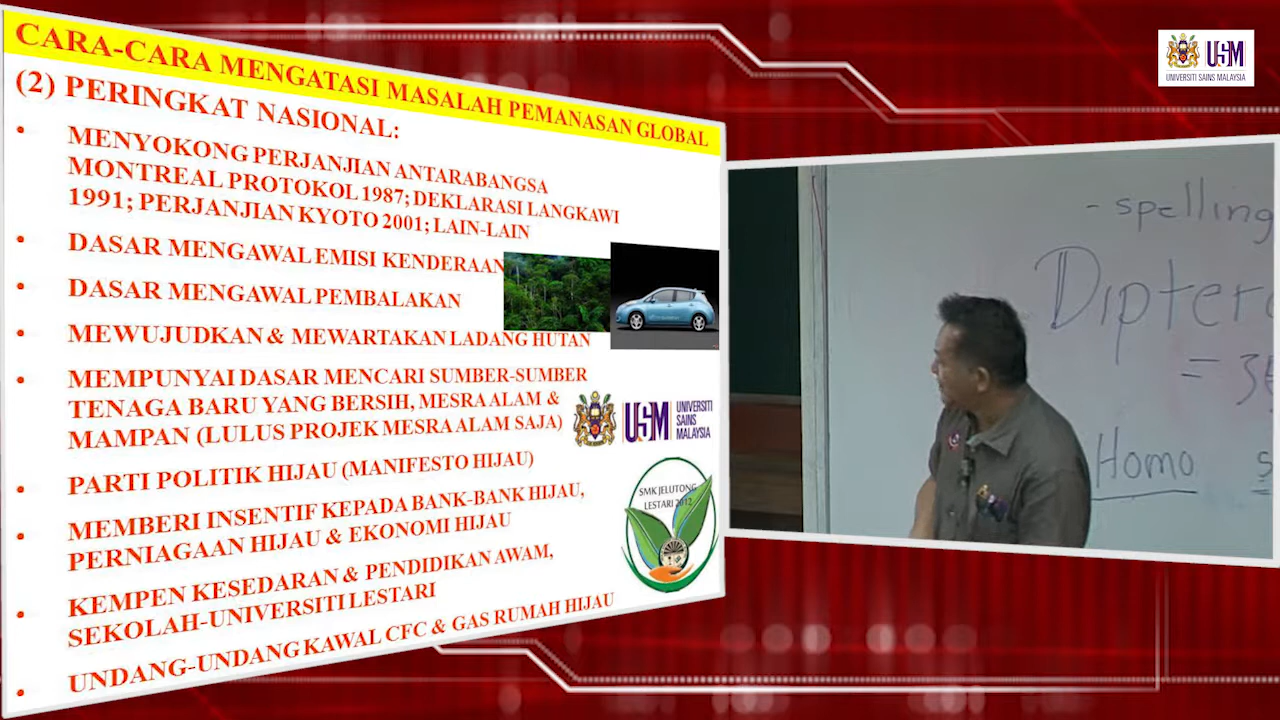 CARA-CARA MENGATASI MASALAH PEMANASAN GLOBAL
(2) PERINGKAT NASIONAL:
• MENYOKONG PERJANJIAN ANTARABANGSA
MONTREAL PROTOKOL 1987; DEKLARASI LANGKAWI
1991; PERJANJIAN KYOTO 2001; LAIN-LAIN
• DASAR MENGAWAL EMISI KENDERAAN
• DASAR MENGAWAL PEMBALAKAN
• MEWUJUDKAN & MEWARTAKAN LADANG HUTAN
• MEMPUNYAI DASAR MENCARI SUMBER-SUMBER
TENAGA BARU YANG BERSIH, MESRA ALAM &
MAMPAN (LULUS PROJEK MESRA ALAM SAJA)
• PARTI POLITIK HIJAU (MANIFESTO HIJAU)
• MEMBERI INSENTIF KEPADA BANK-BANK HIJAU,
PERNIAGAAN HIJAU & EKONOMI HIJAU
• KEMPEN KESEDARAN & PENDIDIKAN AWAM,
SEKOLAH-UNIVERSITI LESTARI
• UNDANG-UNDANG KAWAL CFC & GAS RUMAH HIJAU
USM
UNIVERSITI
SAINS
MALAYSIA
SMK JELUTONG
LESTARI 2012
USM
UNIVERSITI SAINS MALAYSIA
- spelling
Diptero
= 
Homo s